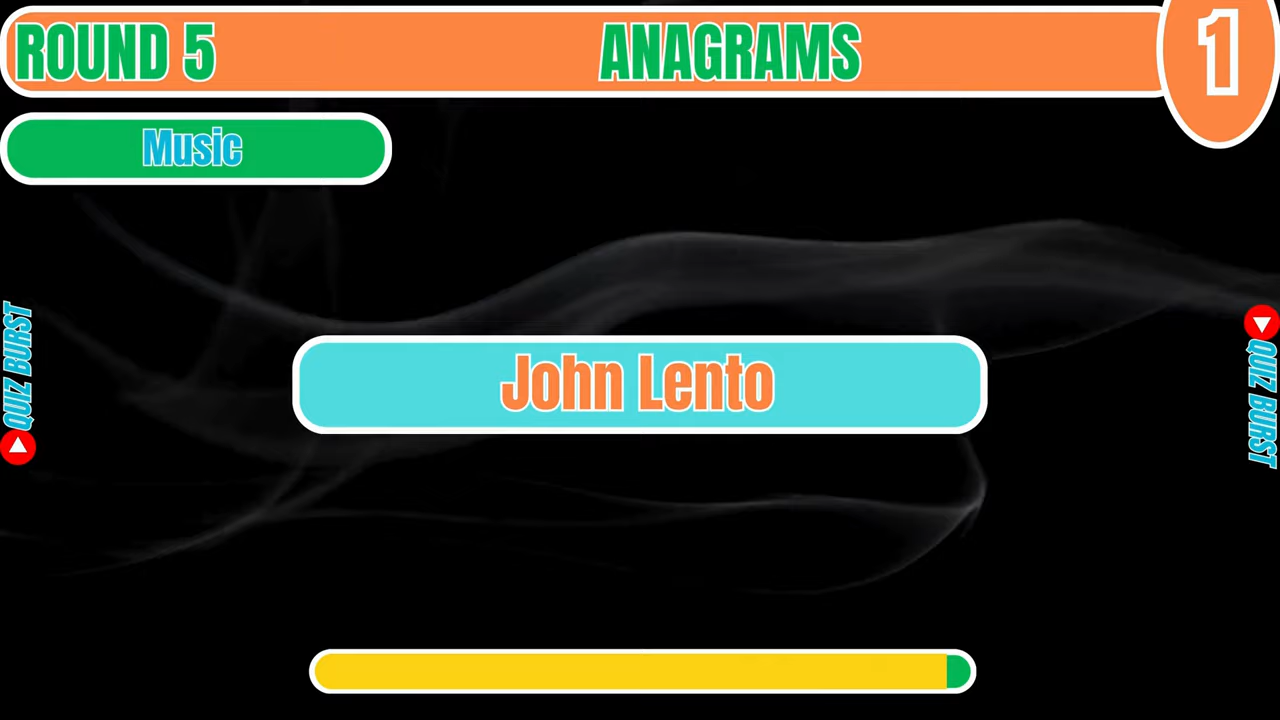 ROUND 5
ANAGRAMS
1
Music
QUIZ BURST
John Lento
QUIZ BURST